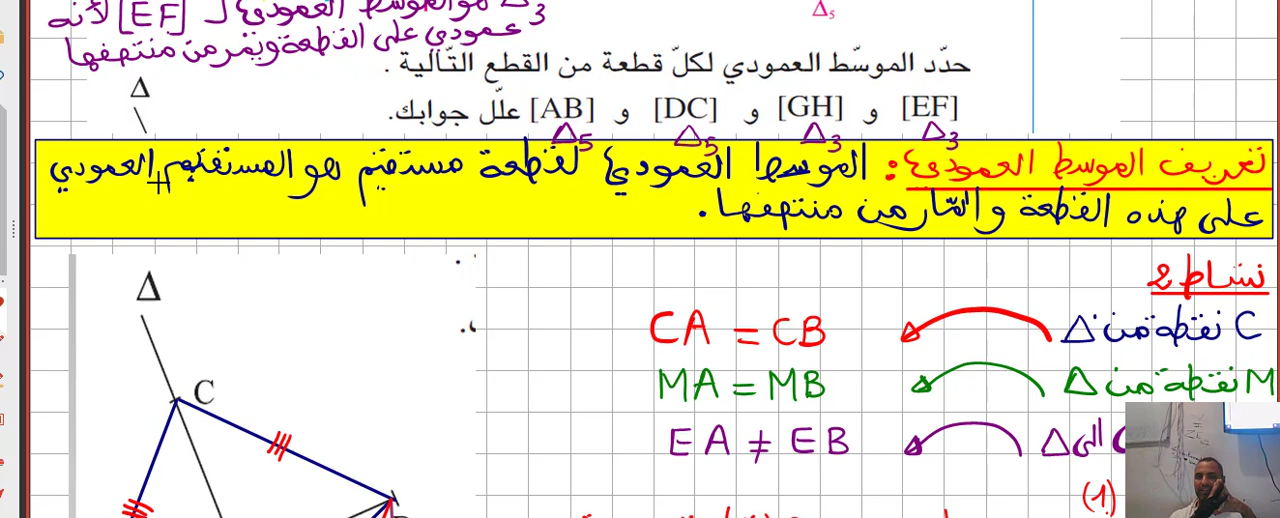 Δ₃ هو الموسط العمودي لـ [EF] لأنه
عمودي على القطعة ويمر من منتصفها
Δ₅
حدّد الموسّط العمودي لكلّ قطعة من القطع التّالية .
[EF] و [GH] و [DC] و [AB] علّل جوابك.
Δ₃ Δ₃ Δ₅ Δ₅
Δ
تعريف الموسط العمودي: الموسط العمودي لقطعة مستقيم هو المستقيم العمودي
على هذه القطعة والمار من منتصفها.
نشاط 2
C نقطة من Δ CA = CB
M نقطة من Δ MA = MB
إلى Δ EA ≠ EB
(1)
Δ
C